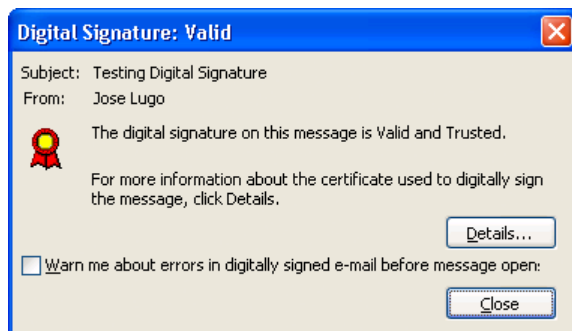 Digital Signature: Valid
Subject: Testing Digital Signature
From: Jose Lugo
The digital signature on this message is Valid and Trusted.
For more information about the certificate used to digitally sign
the message, click Details.
Details...
Warn me about errors in digitally signed e-mail before message open:
Close